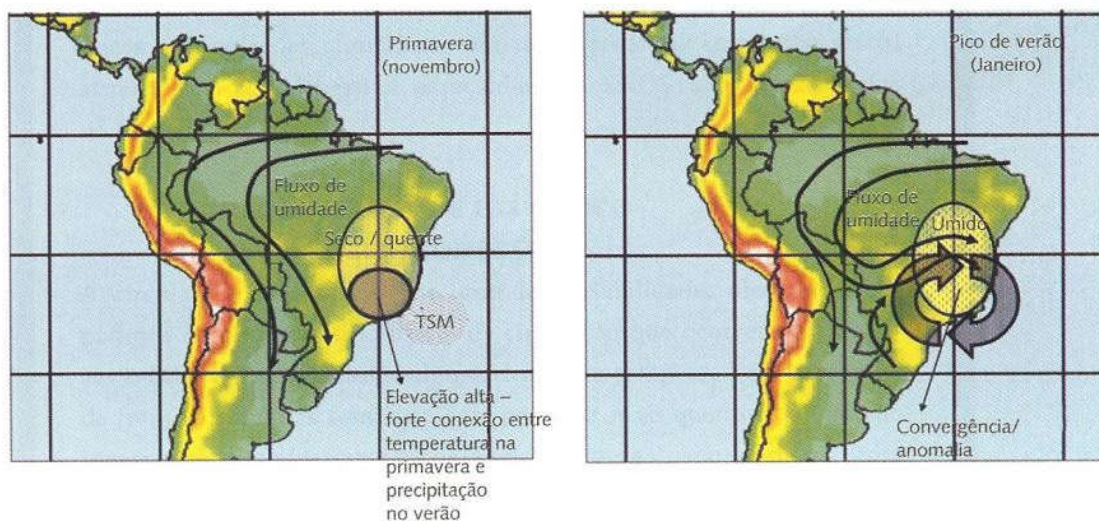 Primavera
(novembro)
Fluxo de
umidade
Seco / quente
TSM
Elevação alta –
forte conexão entre
temperatura na
primavera e
precipitação
no verão
Pico de verão
(Janeiro)
Fluxo de
umidade
Úmido
Convergência/
anomalia